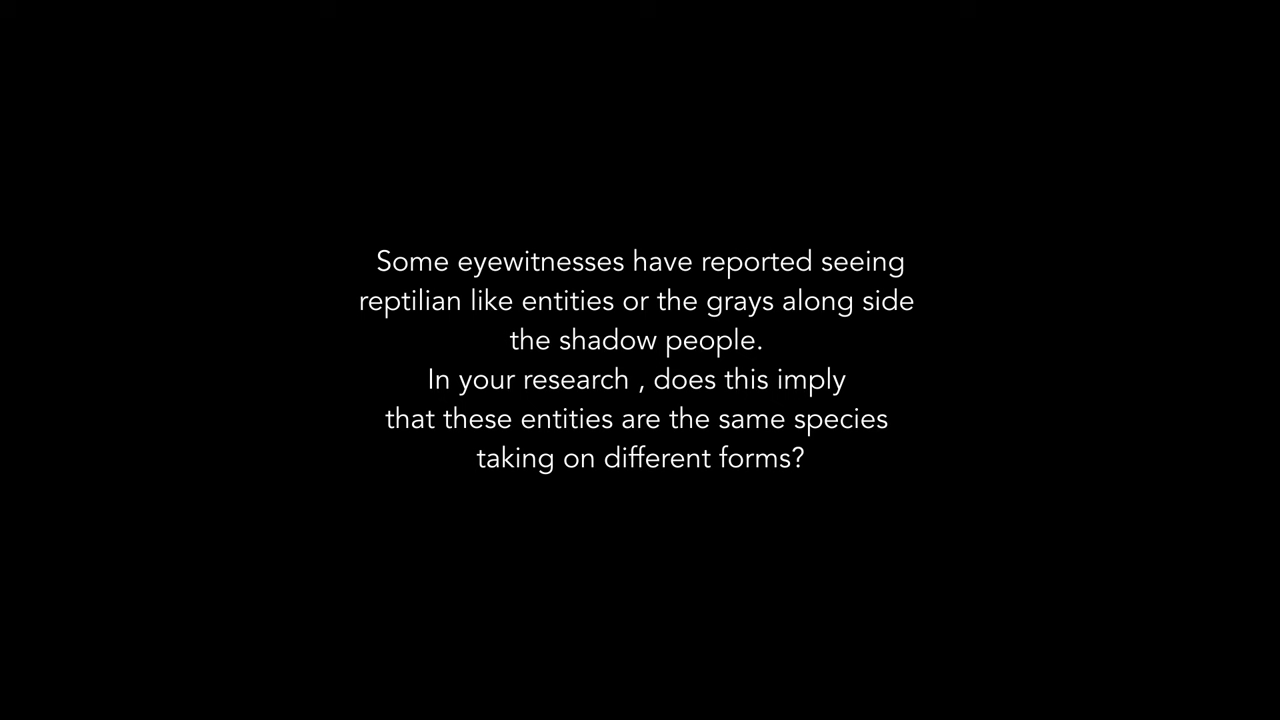 Some eyewitnesses have reported seeing
reptilian like entities or the grays along side
the shadow people.
In your research , does this imply
that these entities are the same species
taking on different forms?